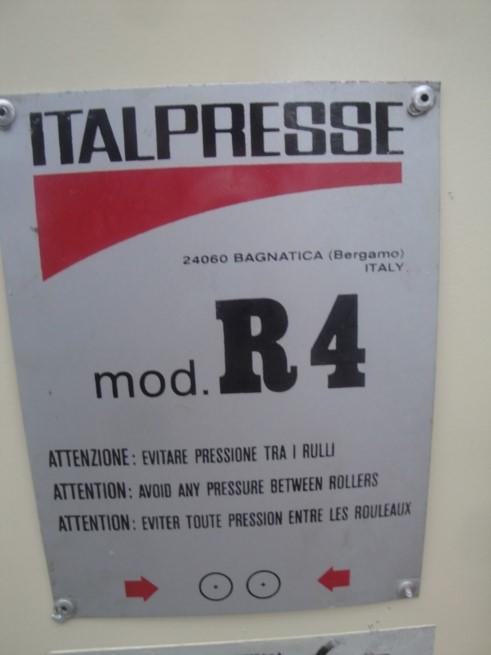 ITALPRESSE
24060 BAGNATICA (Bergamo)
ITALY
mod. R4
ATTENZIONE: EVITARE PRESSIONE TRA I RULLI
ATTENTION: AVOID ANY PRESSURE BETWEEN ROLLERS
ATTENTION: EVITER TOUTE PRESSION ENTRE LES ROULEAUX